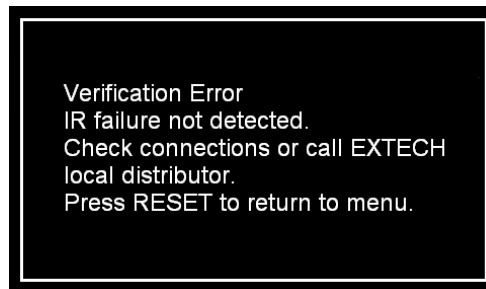 Verification Error
IR failure not detected.
Check connections or call EXTECH
local distributor.
Press RESET to return to menu.